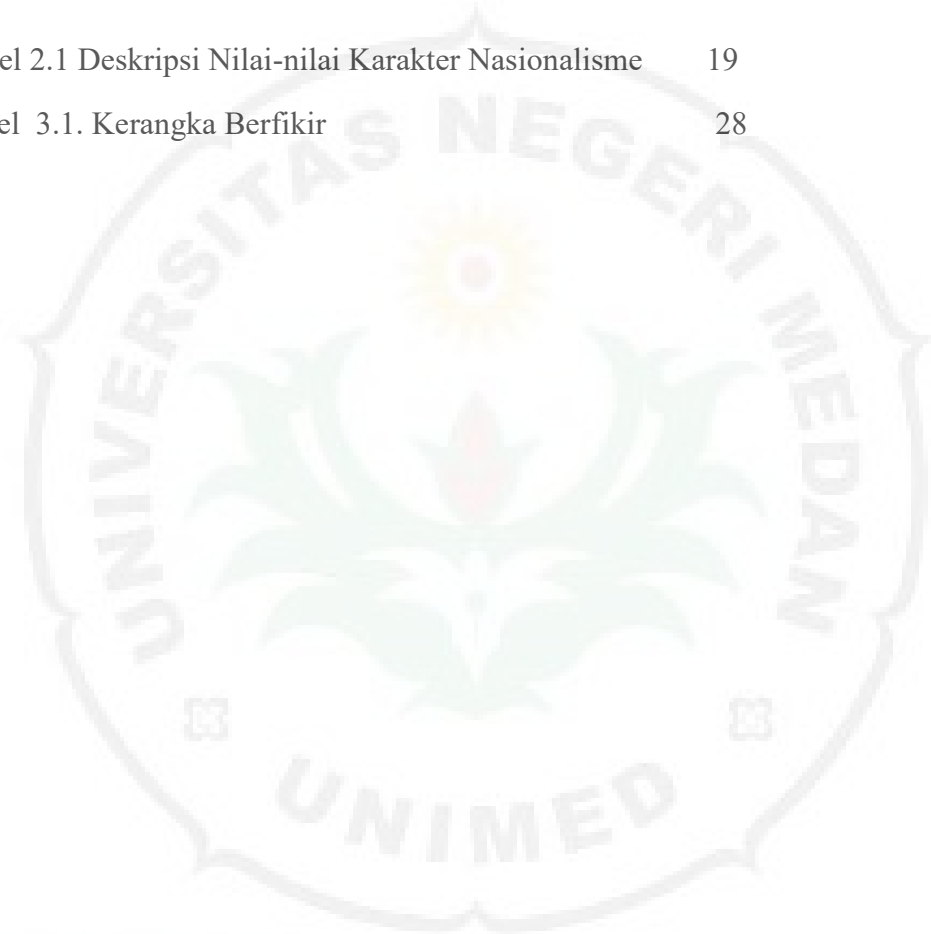 el 2.1 Deskripsi Nilai-nilai Karakter Nasionalisme 19
el 3.1. Kerangka Berfikir 28
UNIVERSITAS NEGERI MEDAN
UNIMED